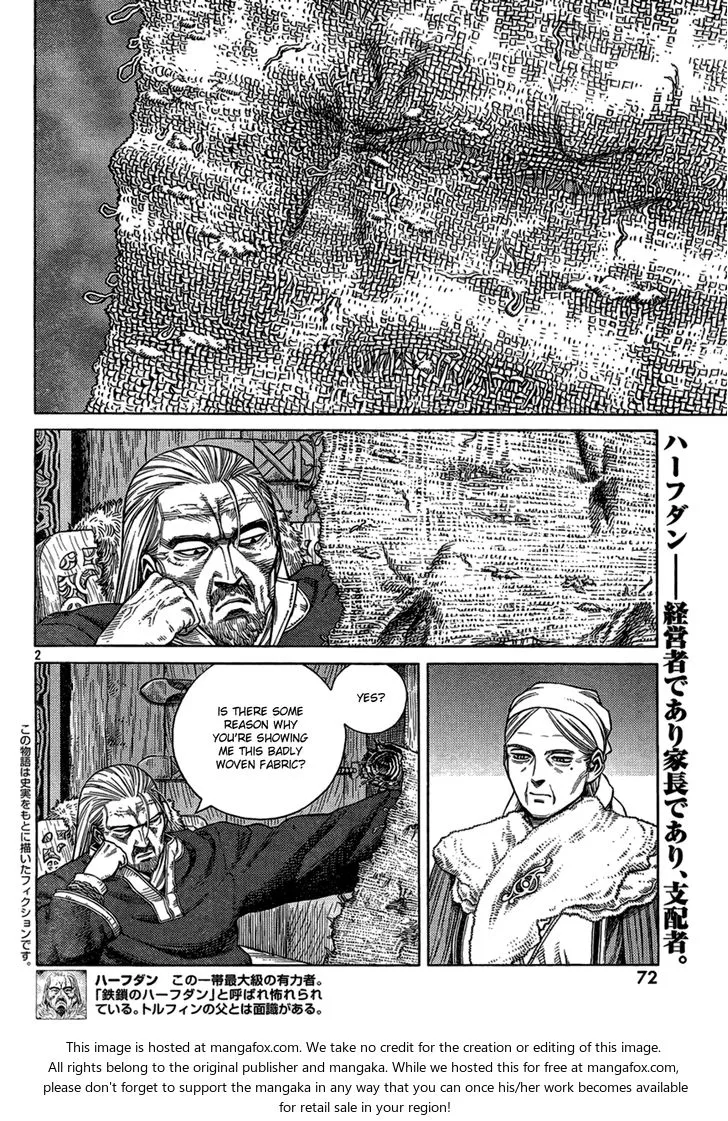 ハーフダン——経営者であり家長であり、支配者。
YES?
IS THERE SOME
REASON WHY
YOU'RE SHOWING
ME THIS BADLY
WOVEN FABRIC?
2
この物語は史実をもとに描いたフィクションです。
ハーフダン この一帯最大級の有力者。
「鉄鎖のハーフダン」と呼ばれ怖れられ
ている。トルフィンの父とは面識がある。
72
This image is hosted at mangafox.com. We take no credit for the creation or editing of this image.
All rights belong to the original publisher and mangaka. While we hosted this for free at mangafox.com,
please don't forget to support the mangaka in any way that you can once his/her work becomes available
for retail sale in your region!